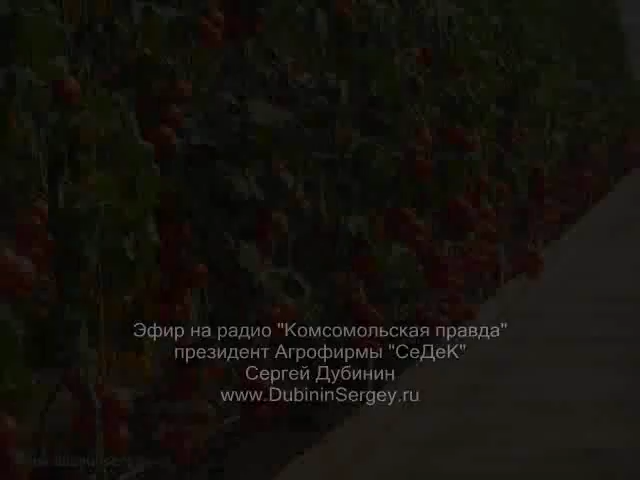 Эфир на радио "Комсомольская правда"
президент Агрофирмы "СеДеК"
Сергей Дубинин
www.DubininSergey.ru